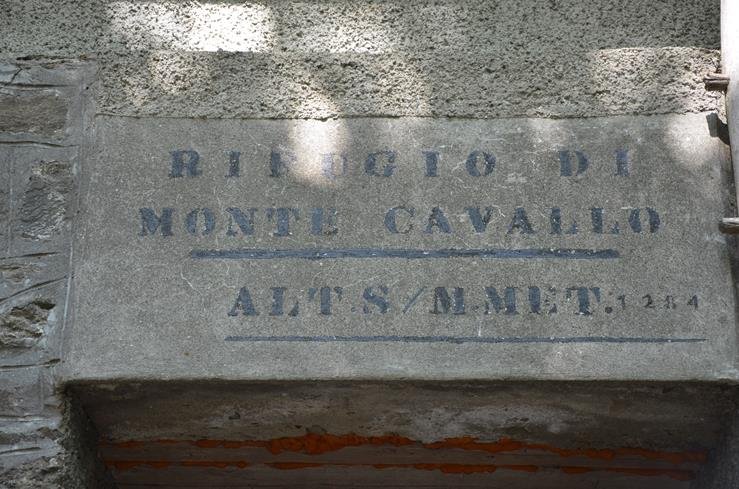 RIFUGIO DI
MONTE CAVALLO
ALT. S/M. MET. 1284